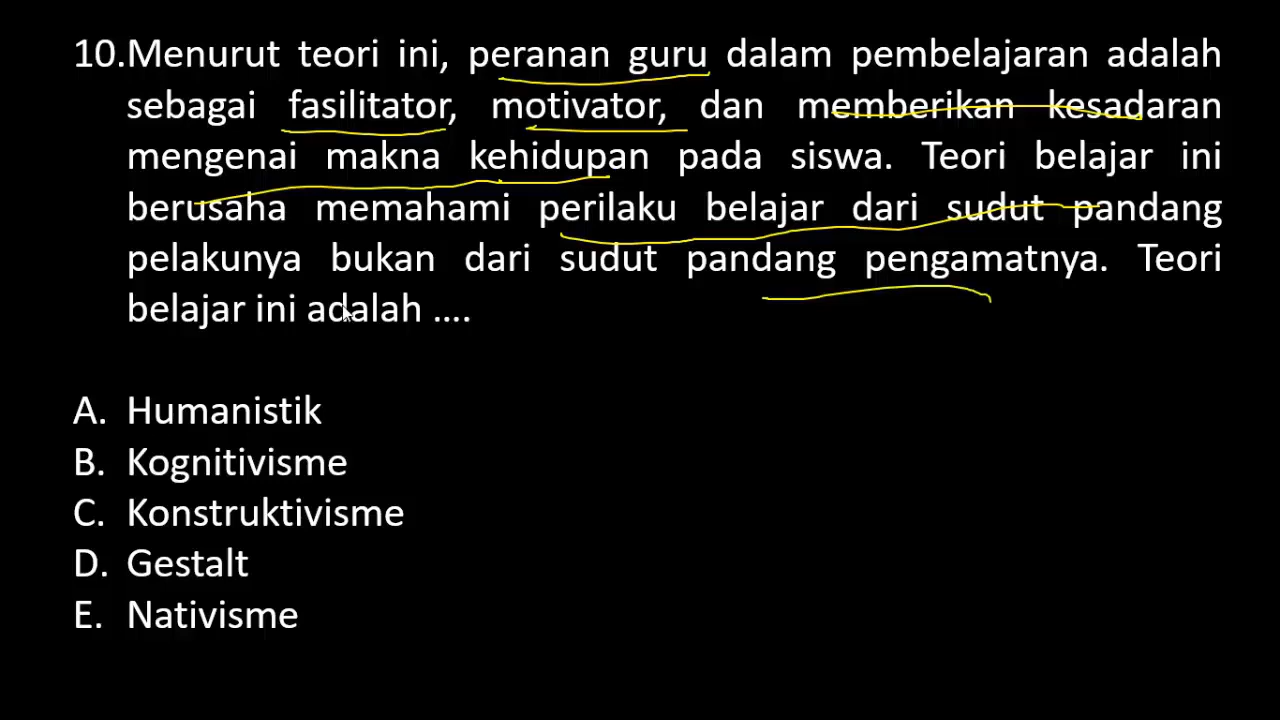 10.Menurut teori ini, peranan guru dalam pembelajaran adalah
sebagai fasilitator, motivator, dan memberikan kesadaran
mengenai makna kehidupan pada siswa. Teori belajar ini
berusaha memahami perilaku belajar dari sudut pandang
pelakunya bukan dari sudut pandang pengamatnya. Teori
belajar ini adalah ....
A. Humanistik
B. Kognitivisme
C. Konstruktivisme
D. Gestalt
E. Nativisme